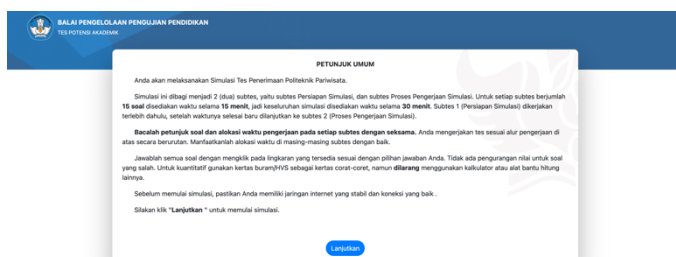 BALAI PENGELOLAAN PENGUJIAN PENDIDIKAN
TES POTENSI AKADEMIK
PETUNJUK UMUM
Anda akan melaksanakan Simulasi Tes Penerimaan Politeknik Pariwisata.
Simulasi ini dibagi menjadi 2 (dua) subtes, yaitu subtes Persiapan Simulasi, dan subtes Proses Pengerjaan Simulasi. Untuk setiap subtes berjumlah
15 soal disediakan waktu selama 15 menit, jadi keseluruhan simulasi disediakan waktu selama 30 menit. Subtes 1 (Persiapan Simulasi) dikerjakan
terlebih dahulu, setelah waktunya selesai baru dilanjutkan ke subtes 2 (Proses Pengerjaan Simulasi).
Bacalah petunjuk soal dan alokasi waktu pengerjaan pada setiap subtes dengan seksama. Anda mengerjakan tes sesuai alur pengerjaan di
atas secara berurutan. Manfaatkanlah alokasi waktu di masing-masing subtes dengan baik.
Jawablah semua soal dengan mengklik pada lingkaran yang tersedia sesuai dengan pilihan jawaban Anda. Tidak ada pengurangan nilai untuk soal
yang salah. Untuk kuantitatif gunakan kertas buram/HVS sebagai kertas corat-coret, namun dilarang menggunakan kalkulator atau alat bantu hitung
lainnya.
Sebelum memulai simulasi, pastikan Anda memiliki jaringan internet yang stabil dan koneksi yang baik .
Silakan klik "Lanjutkan " untuk memulai simulasi.
Lanjutkan